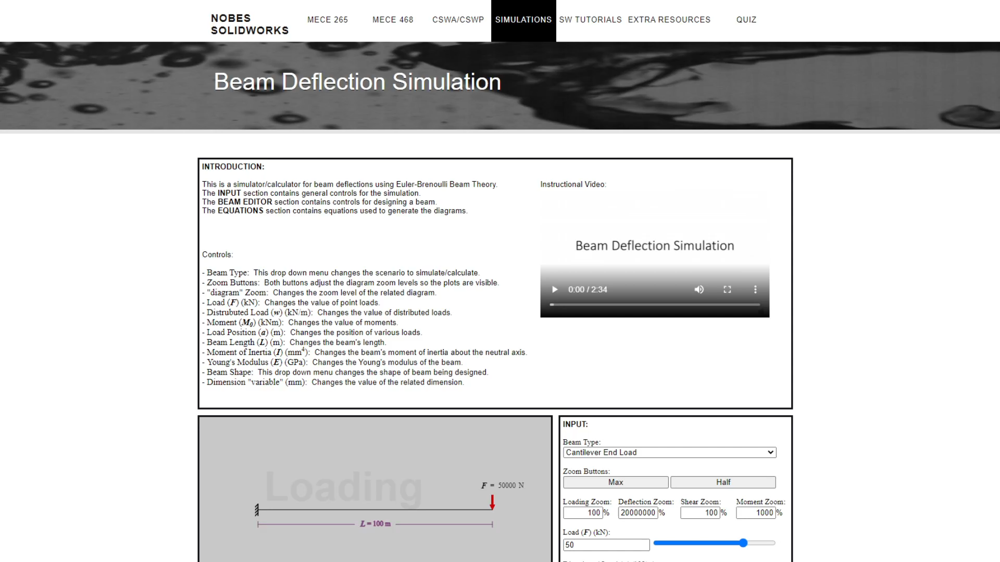 NOBES
SOLIDWORKS
MECE 265
MECE 468
CSWA/CSWP
SIMULATIONS
SW TUTORIALS
EXTRA RESOURCES
QUIZ
Beam Deflection Simulation
INTRODUCTION:
This is a simulator/calculator for beam deflections using Euler-Brenoulli Beam Theory.
The INPUT section contains general controls for the simulation.
The BEAM EDITOR section contains controls for designing a beam.
The EQUATIONS section contains equations used to generate the diagrams.
Controls:
- Beam Type: This drop down menu changes the scenario to simulate/calculate.
- Zoom Buttons: Both buttons adjust the diagram zoom levels so the plots are visible.
- "diagram" Zoom: Changes the zoom level of the related diagram.
- Load (F) (kN): Changes the value of point loads.
- Distrubuted Load (w) (kN/m): Changes the value of distributed loads.
- Moment (M0) (kNm): Changes the value of moments.
- Load Position (a) (m): Changes the position of various loads.
- Beam Length (L) (m): Changes the beam's length.
- Moment of Inertia (I) (mm⁴): Changes the beam's moment of inertia about the neutral axis.
- Young's Modulus (E) (GPa): Changes the Young's modulus of the beam.
- Beam Shape: This drop down menu changes the shape of beam being designed.
- Dimension "variable" (mm): Changes the value of the related dimension.
Instructional Video:
Beam Deflection Simulation
0:00 / 2:34
Loading
F = 50000 N
L = 100 m
INPUT:
Beam Type:
Cantilever End Load
Zoom Buttons:
Max Half
Loading Zoom: Deflection Zoom: Shear Zoom: Moment Zoom:
100 % 20000000 % 100 % 1000 %
Load (F) (kN):
50